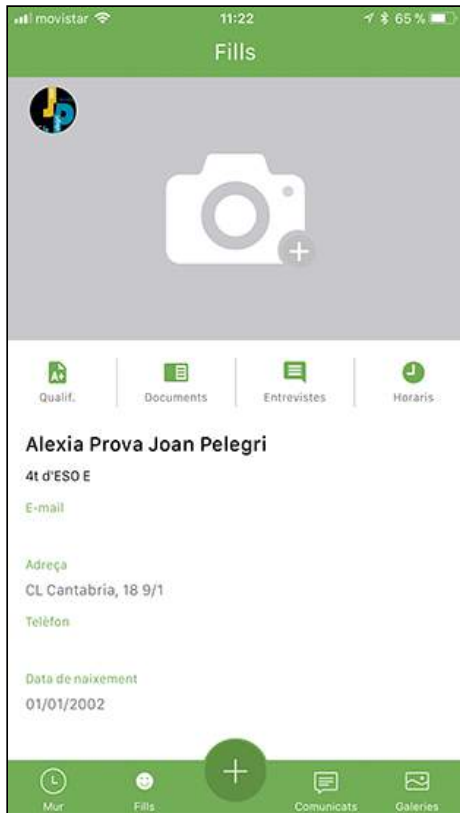 movistar 11:22 65 %
Fills
JP
A+
Qualif. Documents Entrevistes Horaris
Alexia Prova Joan Pelegri
4t d'ESO E
E-mail
Adreça
CL Cantabria, 18 9/1
Telèfon
Data de naixement
01/01/2002
Mur Fills Comunicats Galeries